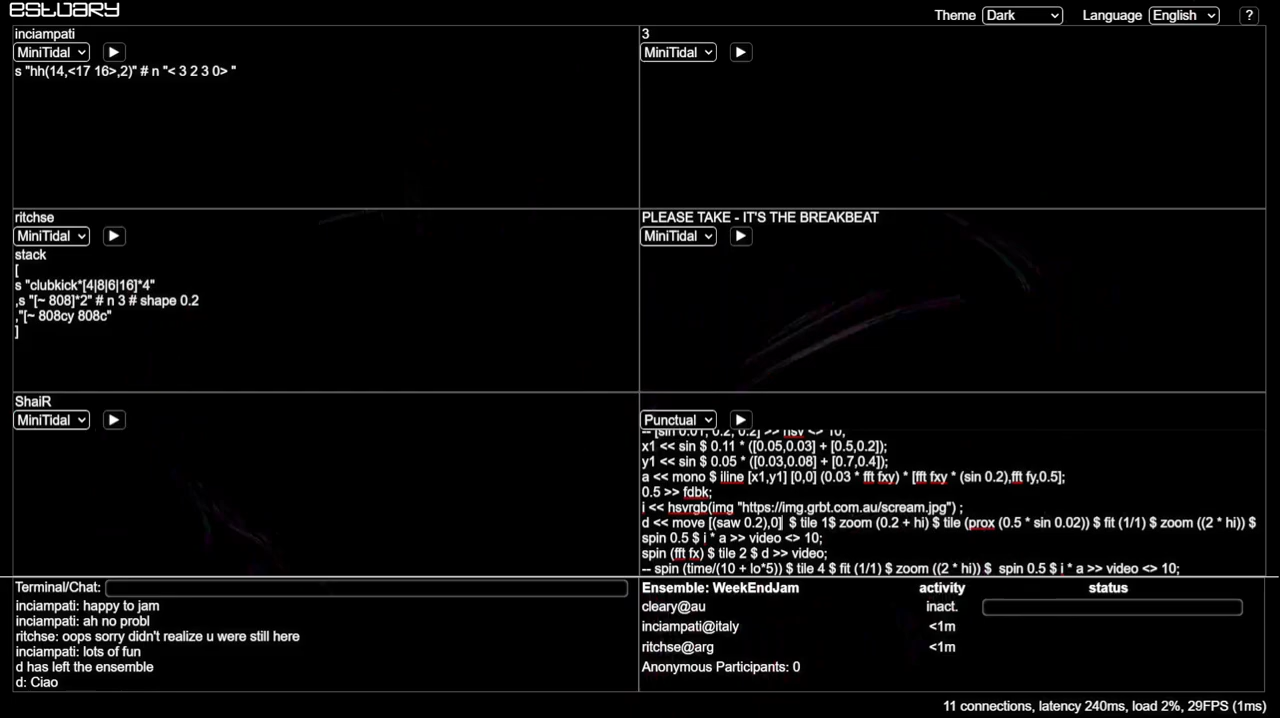 estuary
Theme Dark Language English ?
inciampati
MiniTidal
s "hh(14,<17 16>,2)" # n "< 3 2 3 0> "
3
MiniTidal
ritchse
MiniTidal
stack
[
s "clubkick*[4|8|6|16]*4"
,s "[~ 808]*2" # n 3 # shape 0.2
,"[~ 808cy 808c"
]
PLEASE TAKE - IT'S THE BREAKBEAT
MiniTidal
ShaiR
MiniTidal
Punctual
-- [sin 0.01, 0.2, 0.2] >> hsv <> 10;
x1 << sin $ 0.11 * ([0.05,0.03] + [0.5,0.2]);
y1 << sin $ 0.05 * ([0.03,0.08] + [0.7,0.4]);
a << mono $ iline [x1,y1] [0,0] (0.03 * fft fxy) * [fft fxy * (sin 0.2),fft fy,0.5];
0.5 >> fdbk;
i << hsvrgb(img "https://img.grbt.com.au/scream.jpg") ;
d << move [(saw 0.2),0] $ tile 1$ zoom (0.2 + hi) $ tile (prox (0.5 * sin 0.02)) $ fit (1/1) $ zoom ((2 * hi)) $
spin 0.5 $ i * a >> video <> 10;
spin (fft fx) $ tile 2 $ d >> video;
-- spin (time/(10 + lo*5)) $ tile 4 $ fit (1/1) $ zoom ((2 * hi)) $  spin 0.5 $ i * a >> video <> 10;
Terminal/Chat:
inciampati: happy to jam
inciampati: ah no probl
ritchse: oops sorry didn't realize u were still here
inciampati: lots of fun
d has left the ensemble
d: Ciao
Ensemble: WeekEndJam activity status
cleary@au inact.
inciampati@italy <1m
ritchse@arg <1m
Anonymous Participants: 0
11 connections, latency 240ms, load 2%, 29FPS (1ms)